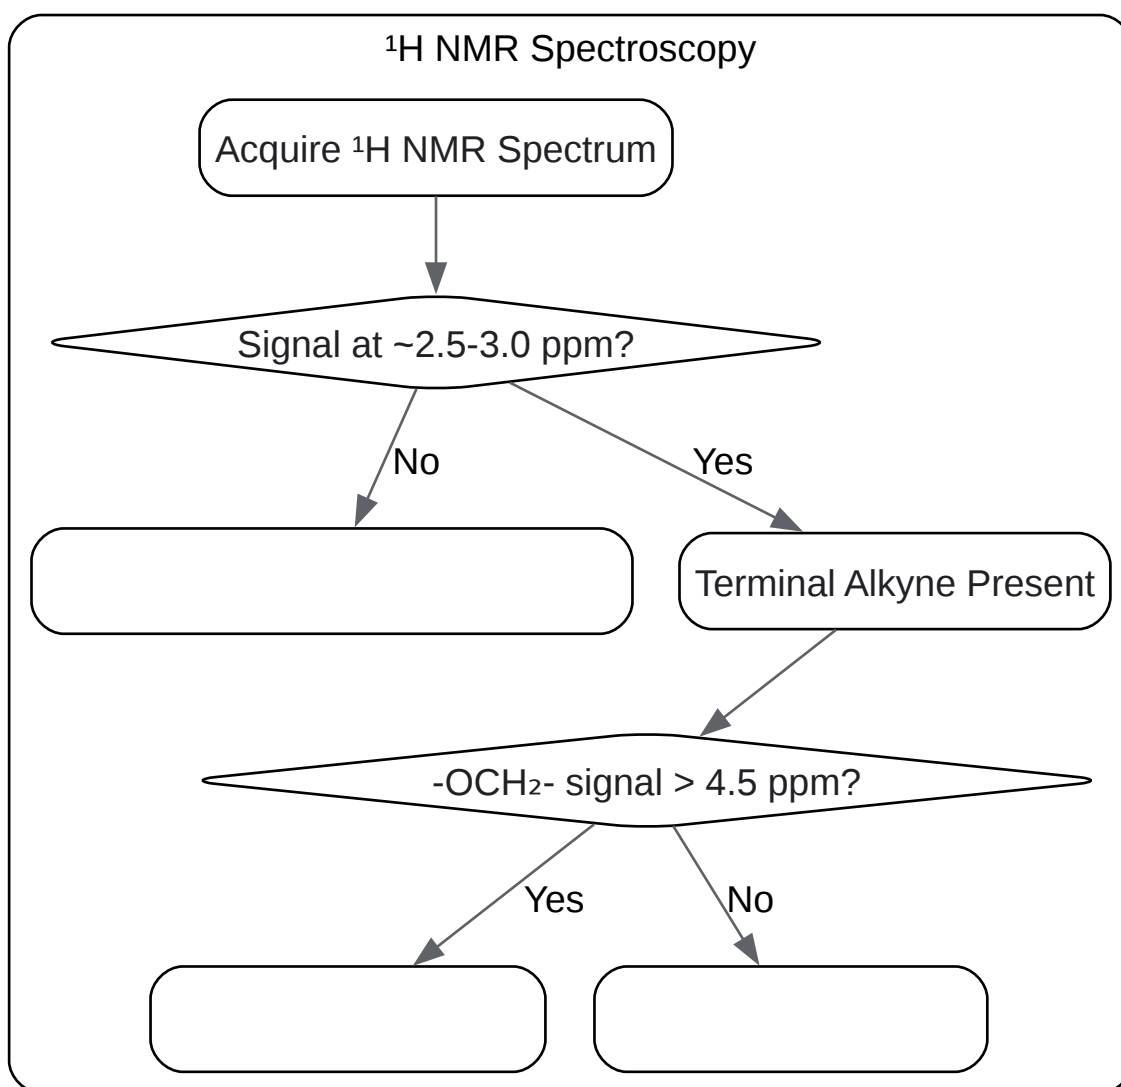 ¹H NMR Spectroscopy
Acquire ¹H NMR Spectrum
Signal at ~2.5-3.0 ppm?
No
Yes
Terminal Alkyne Present
-OCH₂- signal > 4.5 ppm?
Yes
No